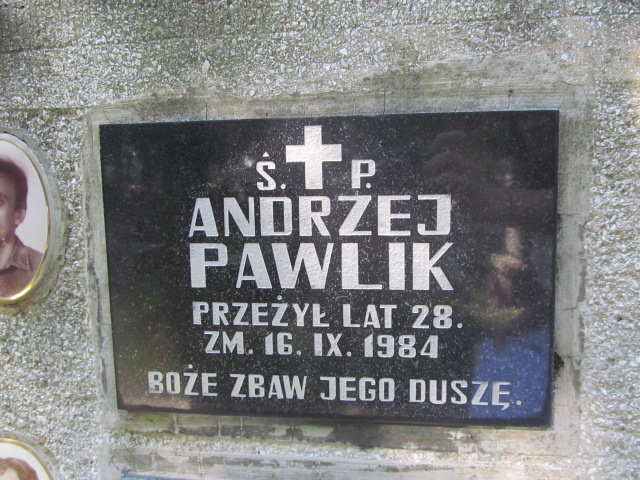 Ś. P.
ANDRZEJ
PAWLIK
PRZEŻYŁ LAT 28.
ZM. 16. IX. 1984
BOŻE ZBAW JEGO DUSZĘ.